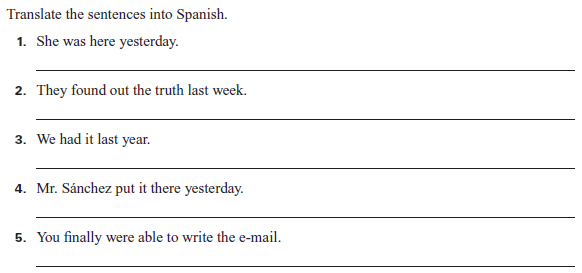 Translate the sentences into Spanish.
1. She was here yesterday.
2. They found out the truth last week.
3. We had it last year.
4. Mr. Sánchez put it there yesterday.
5. You finally were able to write the e-mail.